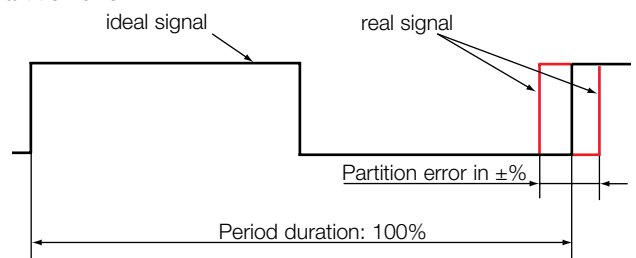 ideal signal
real signal
Partition error in ±%
Period duration: 100%